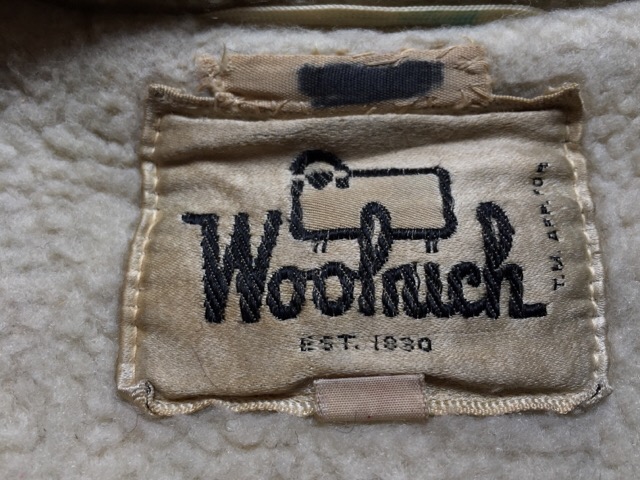 Woolrich
EST. 1830
T.M. APP. FOR